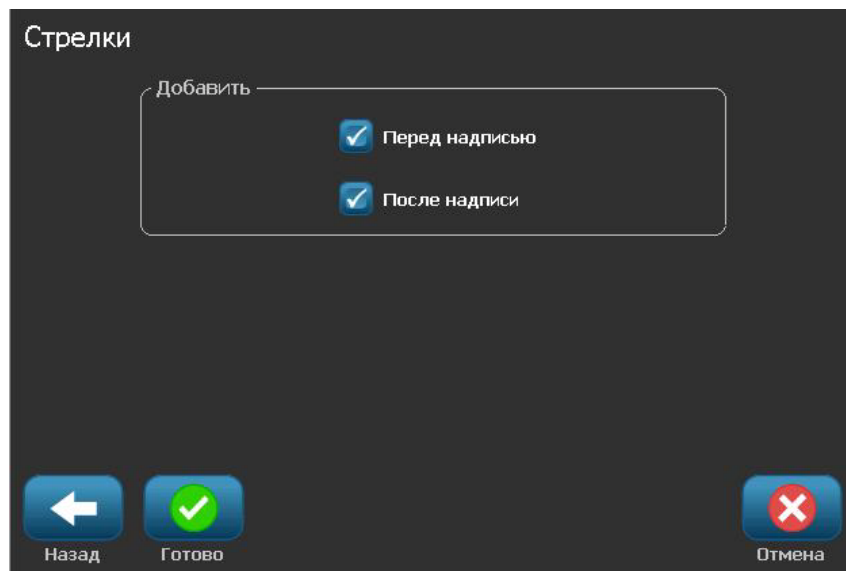 Стрелки
Добавить
Перед надписью
После надписи
Назад Готово Отмена